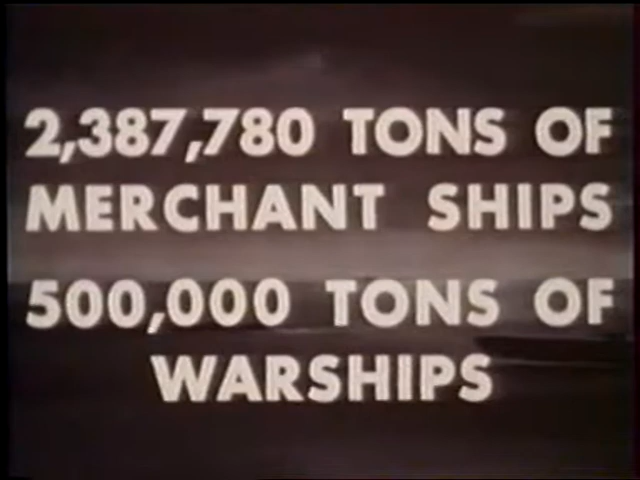 2,387,780 TONS OF
MERCHANT SHIPS
500,000 TONS OF
WARSHIPS